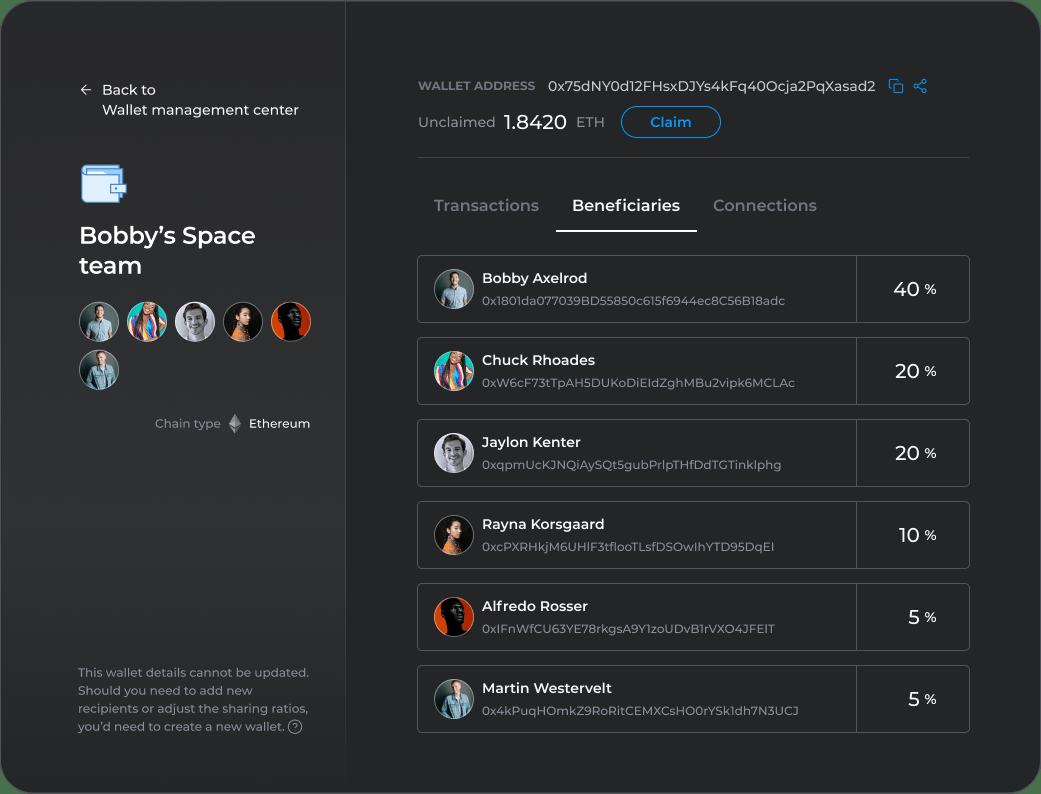 Back to
Wallet management center
Bobby’s Space
team
Chain type Ethereum
This wallet details cannot be updated.
Should you need to add new
recipients or adjust the sharing ratios,
you’d need to create a new wallet. ?
WALLET ADDRESS 0x75dNY0d12FHsxDJYs4kFq40Ocja2PqXasad2
Unclaimed 1.8420 ETH Claim
Transactions Beneficiaries Connections
Bobby Axelrod
0x1801da077039BD55850c615f6944ec8C56B18adc
40 %
Chuck Rhoades
0xW6cF73tTpAH5DUKoDiEIdZghMBu2vipk6MCLAc
20 %
Jaylon Kenter
0xqpmUcKJNQiAySQt5gubPrlpTHfDdTGTinklphg
20 %
Rayna Korsgaard
0xcPXRHkjM6UHlF3tflooTLsfDSOwIhYTD95DqEI
10 %
Alfredo Rosser
0xIFnWfCU63YE78rkgsA9Y1zoUDvB1rVXO4JFEIT
5 %
Martin Westervelt
0x4kPuqHOmkZ9RoRitCEMXCsHO0rYSk1dh7N3UCJ
5 %